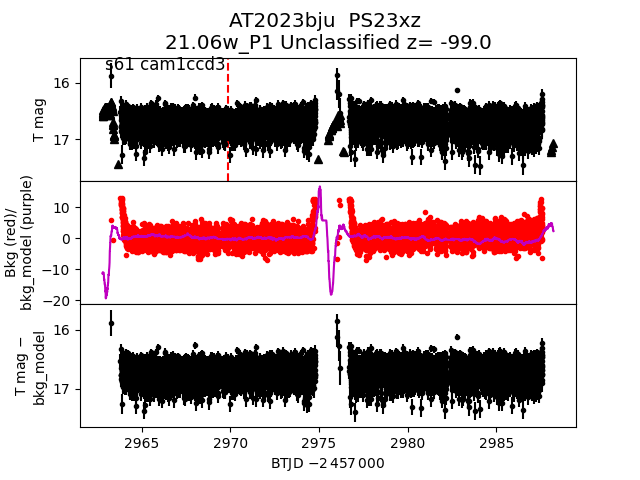 AT2023bju  PS23xz
21.06w_P1 Unclassified z= -99.0
s61 cam1ccd3
16
17
T mag
10
0
−10
−20
Bkg (red)/
bkg_model (purple)
16
17
T mag −
bkg_model
2965
2970
2975
2980
2985
BTJD −2 457 000